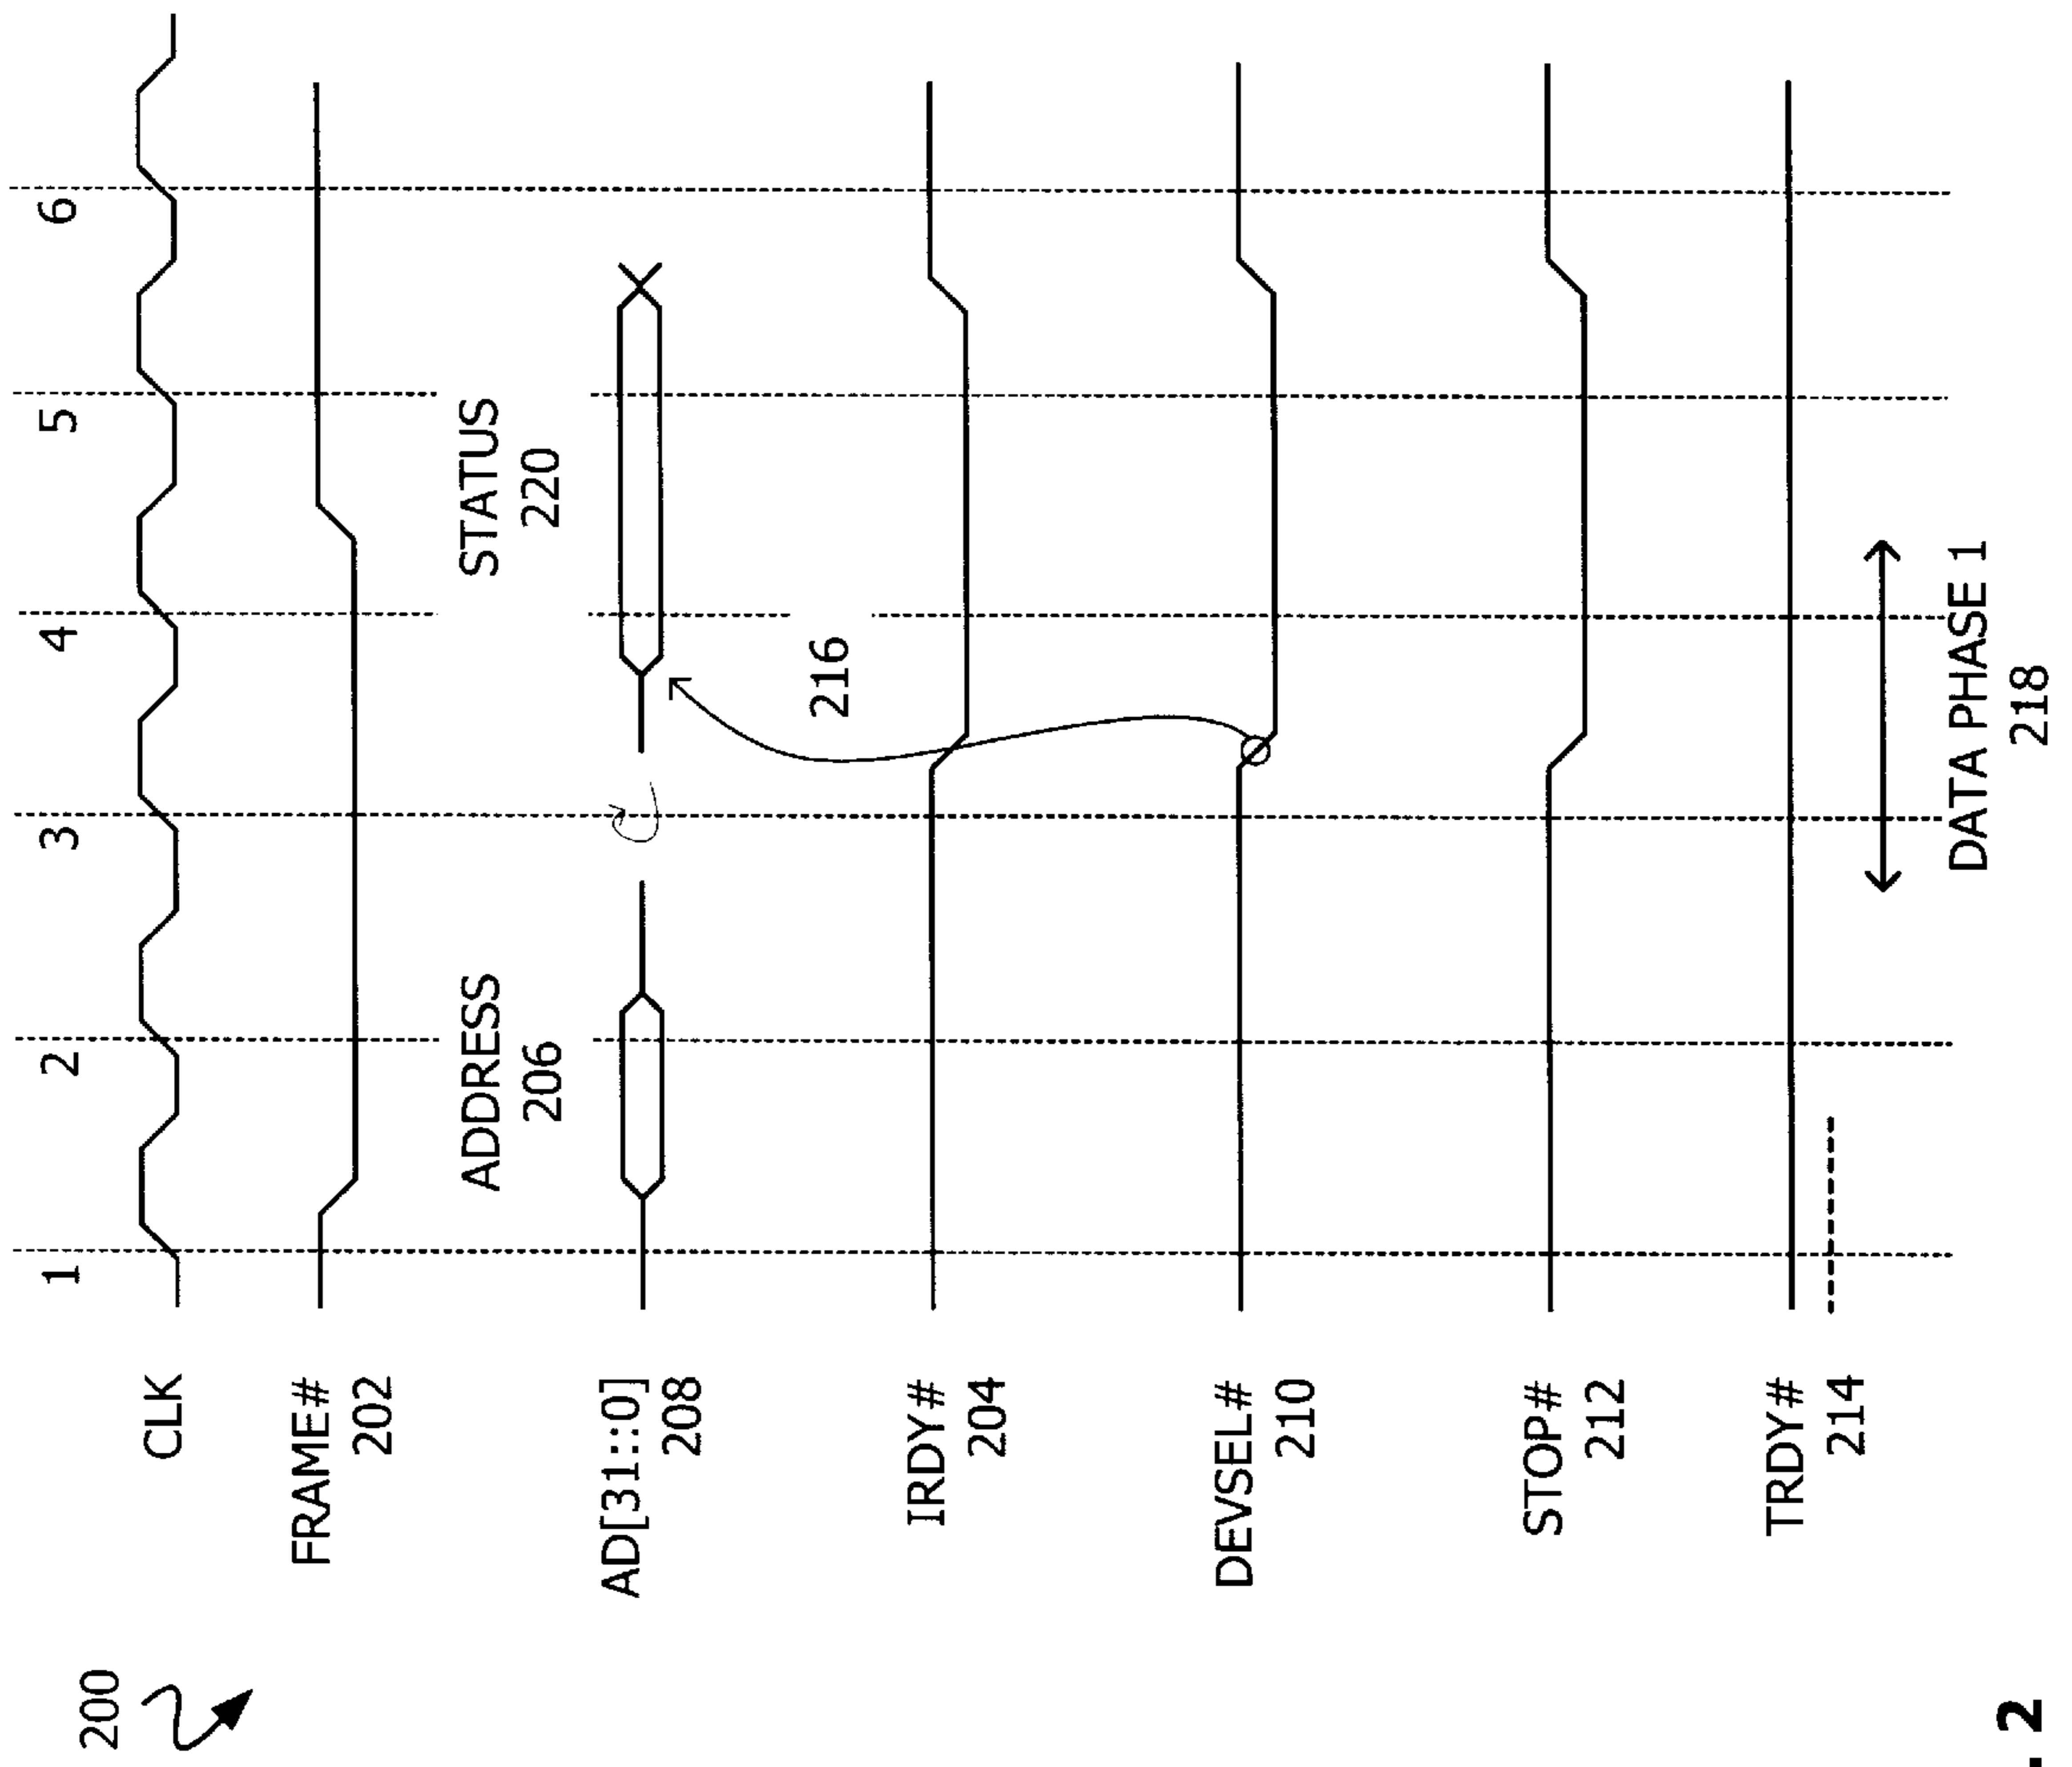 200
1 2 3 4 5 6
CLK
FRAME#
202
ADDRESS
206
STATUS
220
AD[31::0]
208
216
IRDY#
204
DEVSEL#
210
STOP#
212
TRDY#
214
DATA PHASE 1
218
. 2